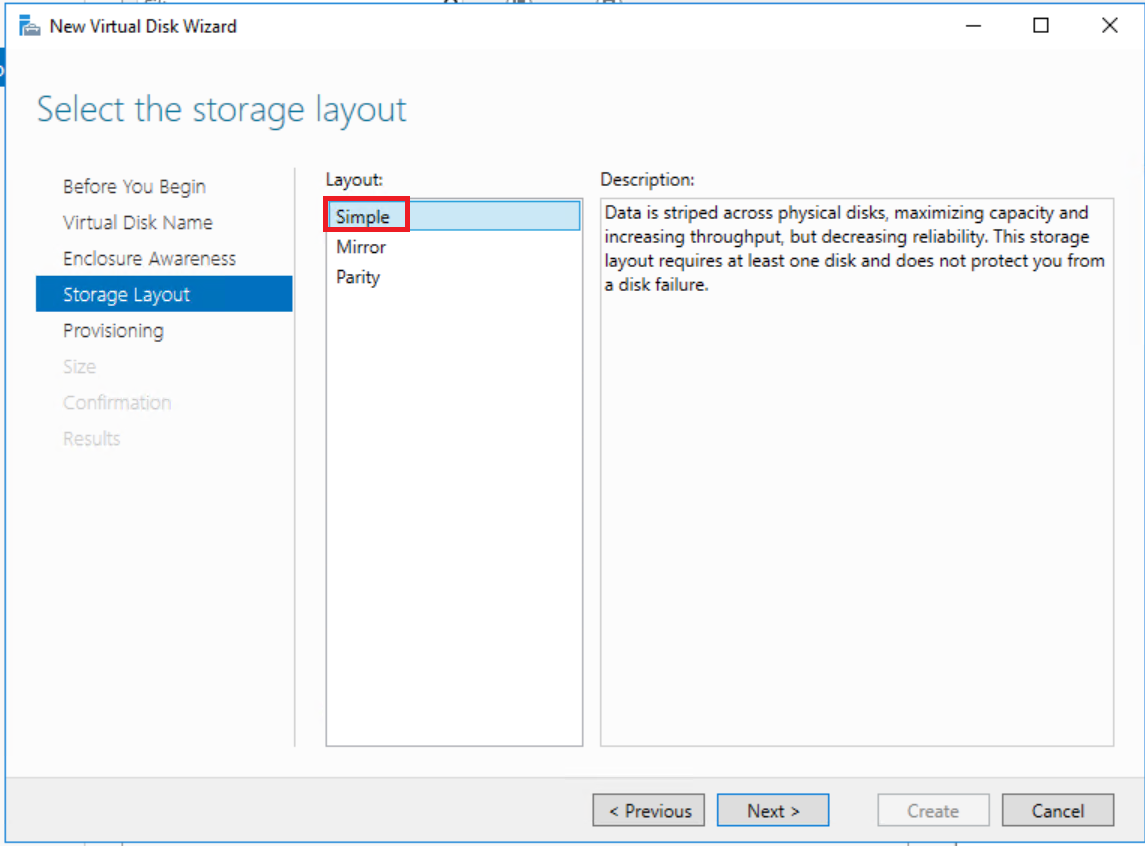 New Virtual Disk Wizard
Select the storage layout
Before You Begin
Virtual Disk Name
Enclosure Awareness
Storage Layout
Provisioning
Size
Confirmation
Results
Layout:
Simple
Mirror
Parity
Description:
Data is striped across physical disks, maximizing capacity and
increasing throughput, but decreasing reliability. This storage
layout requires at least one disk and does not protect you from
a disk failure.
< Previous
Next >
Create
Cancel